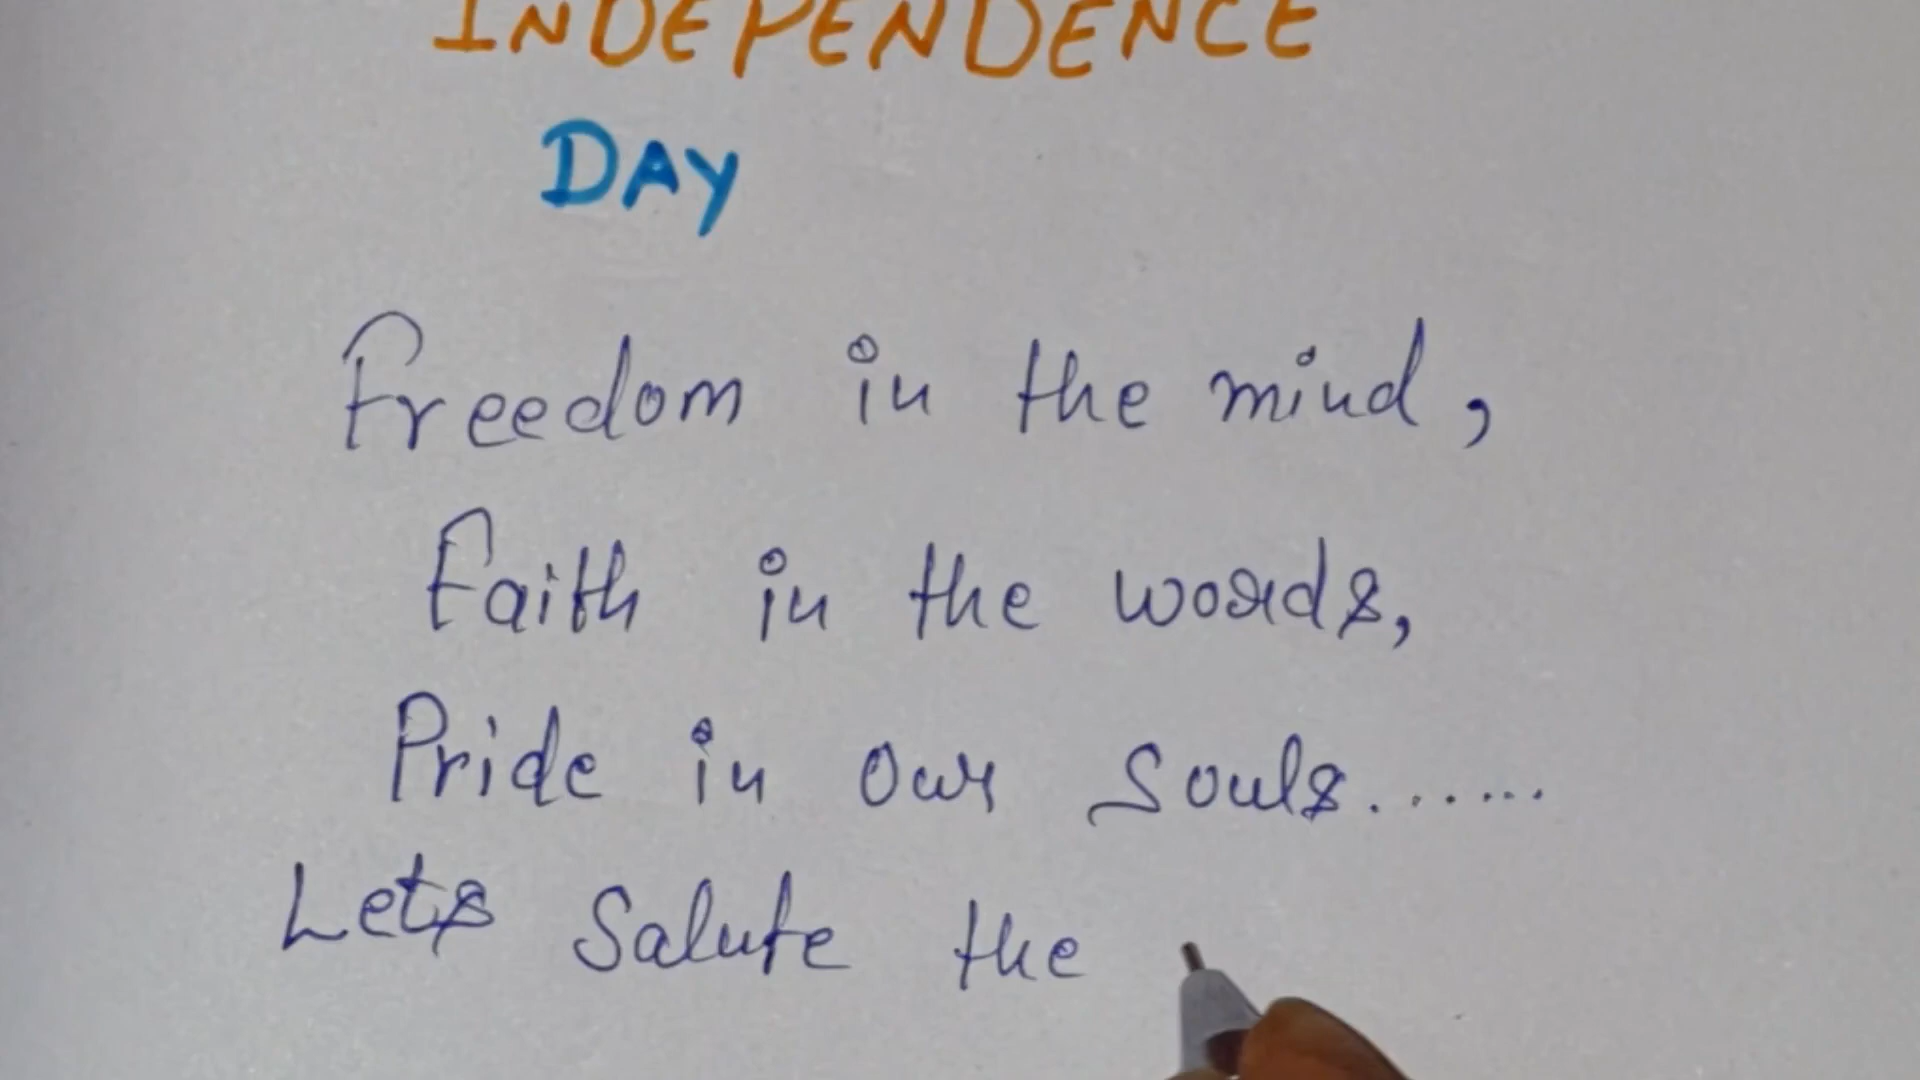 INDEPENDENCE
DAY
Freedom in the mind,
Faith in the words,
Pride in our souls.......
Lets Salute the